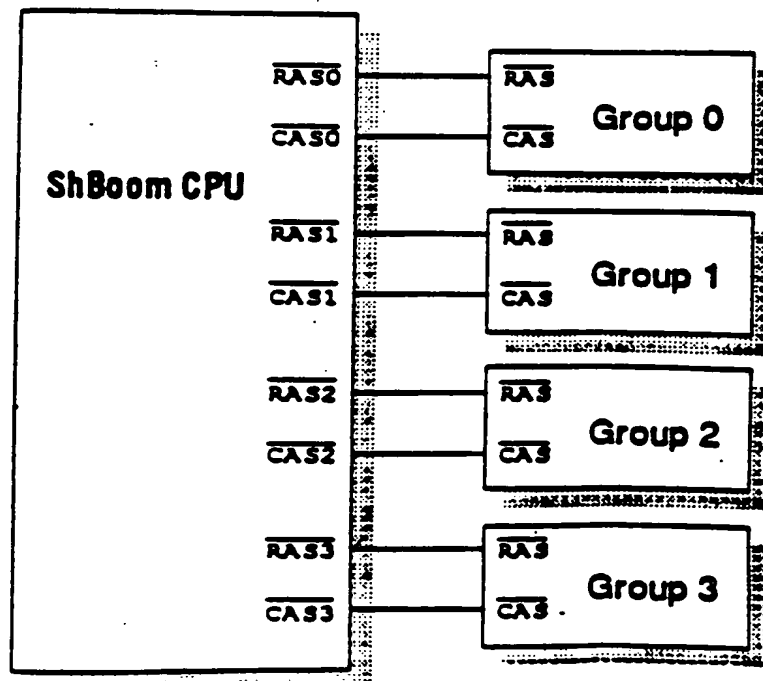 RAS0 RAS
CAS0 CAS
Group 0
ShBoom CPU
RAS1 RAS
CAS1 CAS
Group 1
RAS2 RAS
CAS2 CAS
Group 2
RAS3 RAS
CAS3 CAS
Group 3